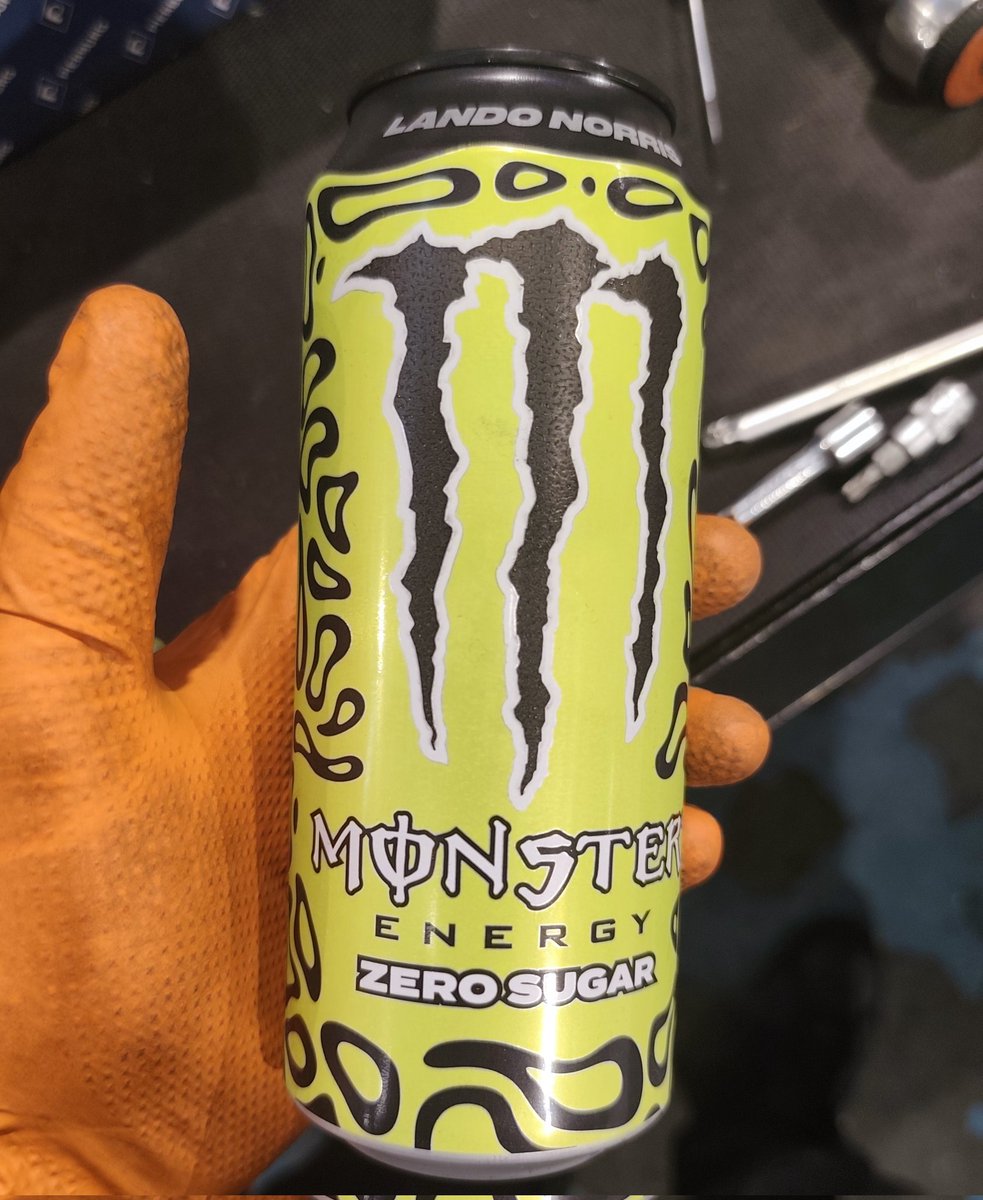 LANDO NORRIS
MONSTER
ENERGY
ZERO SUGAR